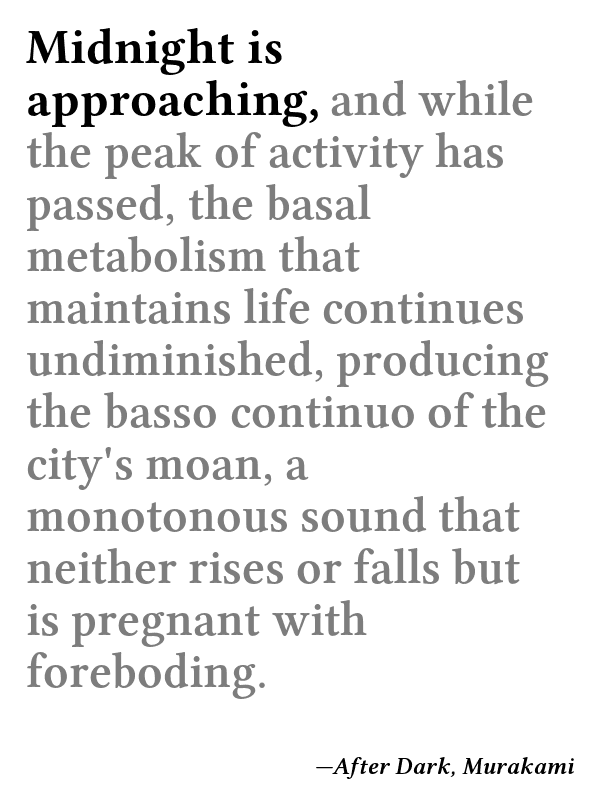 Midnight is
approaching, and while
the peak of activity has
passed, the basal
metabolism that
maintains life continues
undiminished, producing
the basso continuo of the
city's moan, a
monotonous sound that
neither rises or falls but
is pregnant with
foreboding.
—After Dark, Murakami